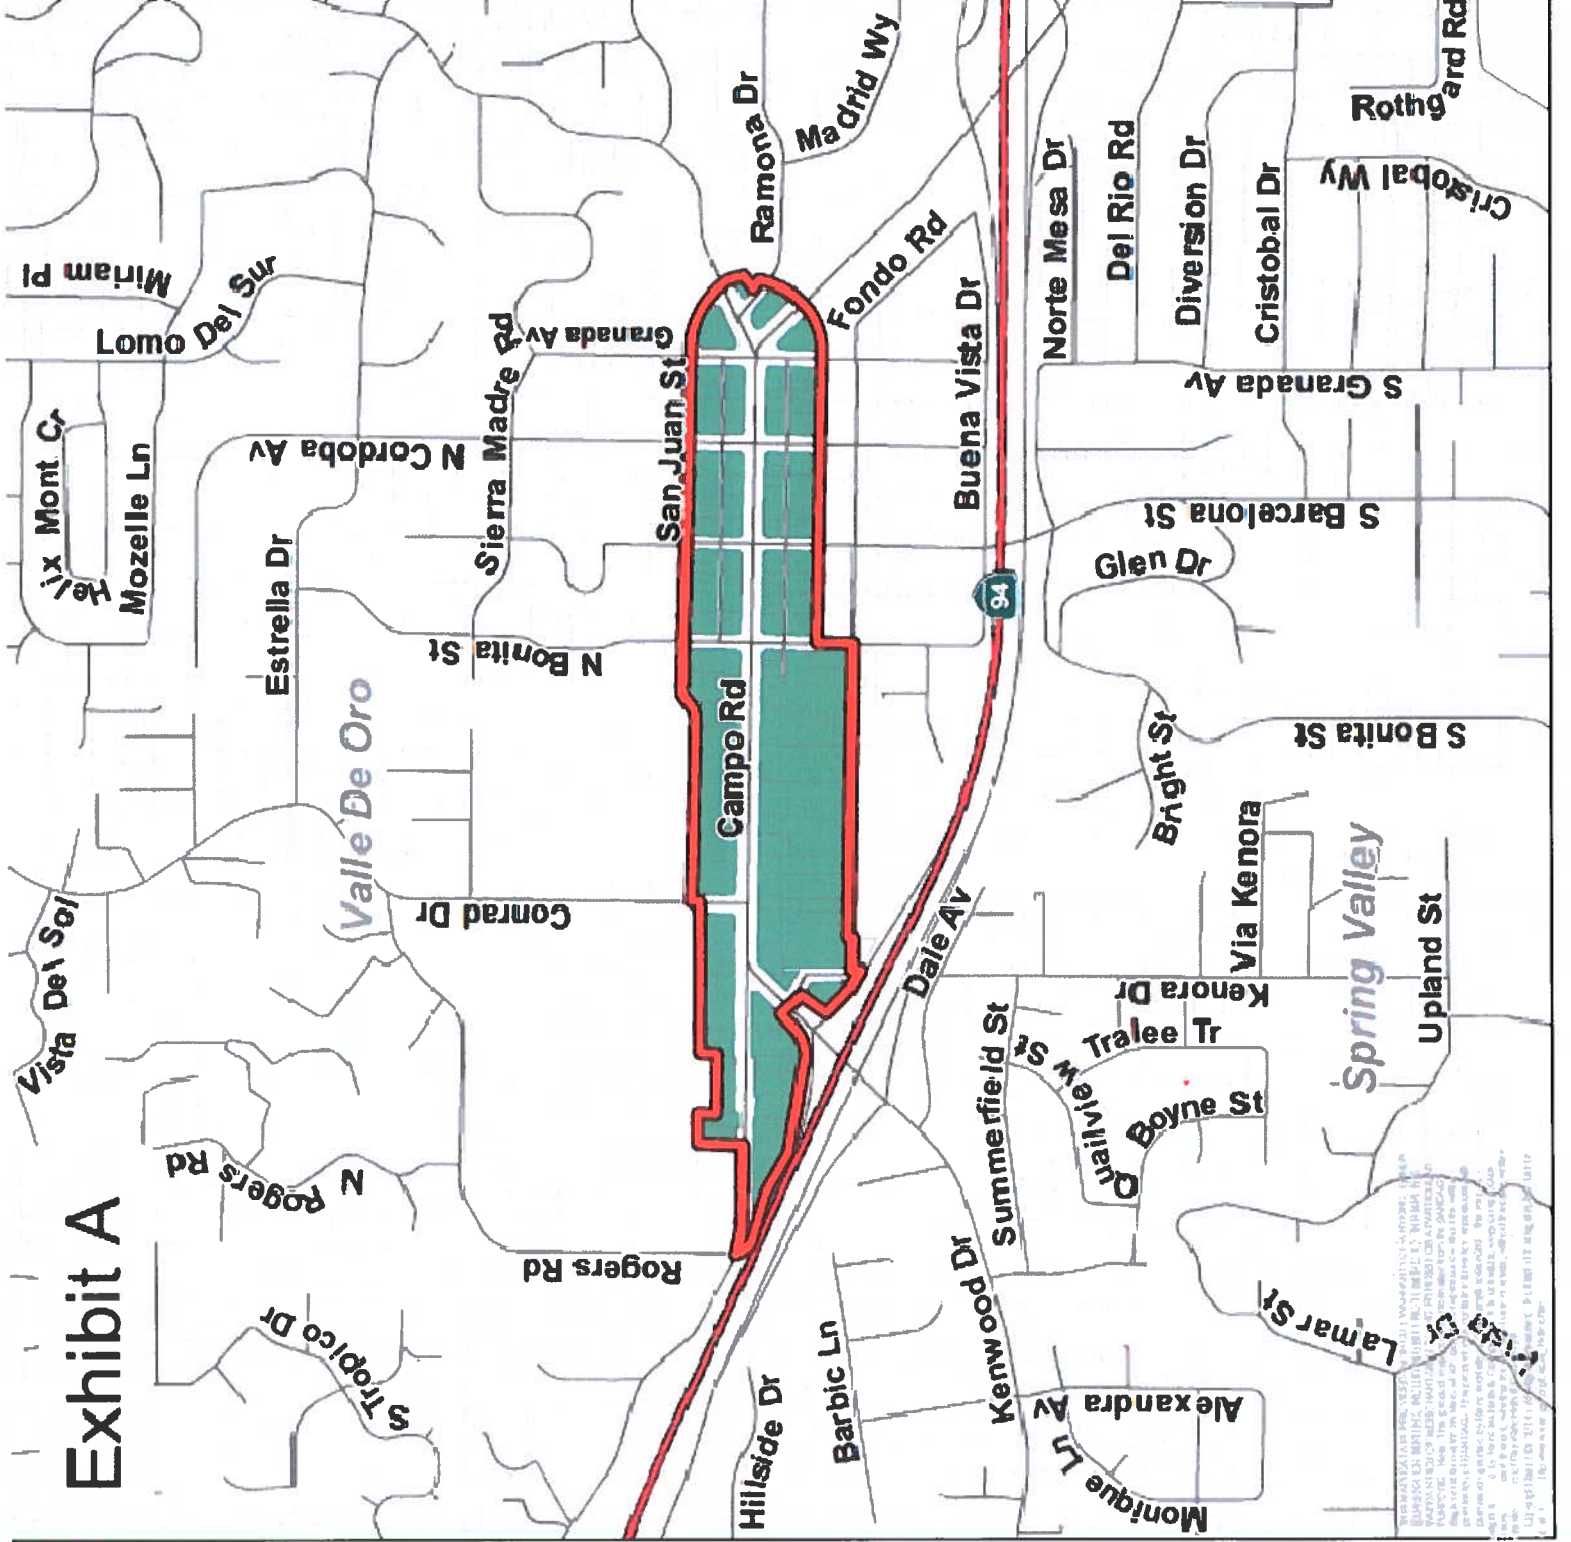 Exhibit A
Vista Del Sol
Helix Mont Cr
Miriam Pl
Lomo Del Sur
Mozelle Ln
N Rogers Rd
S Tropico Dr
Estrella Dr
N Cordoba Av
Valle De Oro
Conrad Dr
N Bonita St
Sierra Madre Rd
Granada Av
Rogers Rd
San Juan St
Campo Rd
Ramona Dr
Madrid Wy
Fondo Rd
Hillside Dr
Barbic Ln
Dale Av
Buena Vista Dr
94
Kenwood Dr
Summerfield St
Norte Mesa Dr
Monique Ln
Alexandra Av
Quailview St
Tralee Tr
Boyne St
Kenora Dr
Glen Dr
Del Rio Rd
Bright St
S Barcelona St
Diversion Dr
S Granada Av
Via Kenora
Cristobal Dr
S Bonita St
Lamar St
Spring Valley
Cristobal Wy
Upland St
Rothgard Rd
Vista Dr